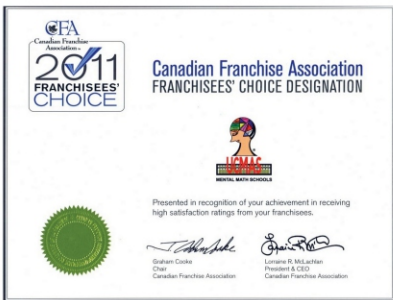 CFA
Canadian Franchise
Association
2011
FRANCHISEES'
CHOICE
Canadian Franchise Association
FRANCHISEES' CHOICE DESIGNATION
UCMAS
MENTAL MATH SCHOOLS
Presented in recognition of your achievement in receiving
high satisfaction ratings from your franchisees.
Graham Cooke
Chair
Canadian Franchise Association
Lorraine R. McLachlan
President & CEO
Canadian Franchise Association